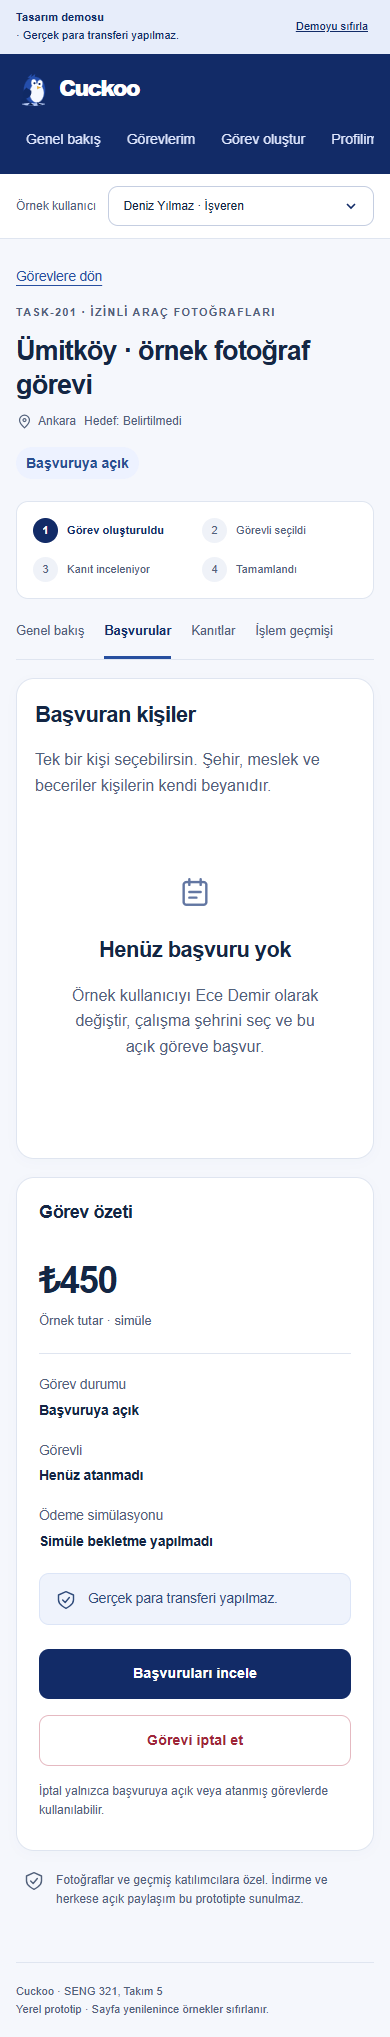 Tasarım demosu
· Gerçek para transferi yapılmaz.
Demoyu sıfırla
Cuckoo
Genel bakış Görevlerim Görev oluştur Profilim
Örnek kullanıcı Deniz Yılmaz · İşveren
Görevlere dön
TASK-201 · İZİNLİ ARAÇ FOTOĞRAFLARI
Ümitköy · örnek fotoğraf
görevi
Ankara Hedef: Belirtilmedi
Başvuruya açık
1 Görev oluşturuldu 2 Görevli seçildi
3 Kanıt inceleniyor 4 Tamamlandı
Genel bakış Başvurular Kanıtlar İşlem geçmişi
Başvuran kişiler
Tek bir kişi seçebilirsin. Şehir, meslek ve
beceriler kişilerin kendi beyanıdır.
Henüz başvuru yok
Örnek kullanıcıyı Ece Demir olarak
değiştir, çalışma şehrini seç ve bu
açık göreve başvur.
Görev özeti
₺450
Örnek tutar · simüle
Görev durumu
Başvuruya açık
Görevli
Henüz atanmadı
Ödeme simülasyonu
Simüle bekletme yapılmadı
Gerçek para transferi yapılmaz.
Başvuruları incele
Görevi iptal et
İptal yalnızca başvuruya açık veya atanmış görevlerde
kullanılabilir.
Fotoğraflar ve geçmiş katılımcılara özel. İndirme ve
herkese açık paylaşım bu prototipte sunulmaz.
Cuckoo · SENG 321, Takım 5
Yerel prototip · Sayfa yenilenince örnekler sıfırlanır.